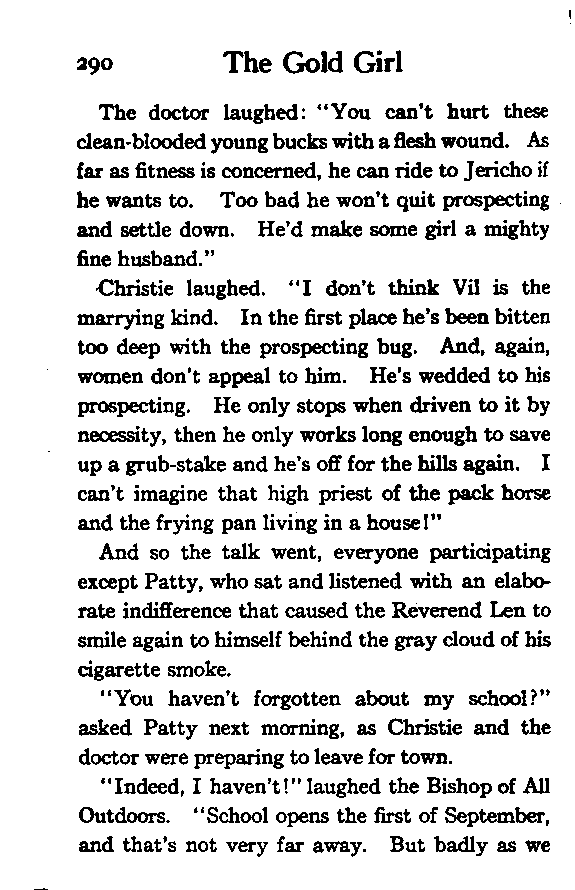 290 The Gold Girl
The doctor laughed: "You can't hurt these
clean-blooded young bucks with a flesh wound. As
far as fitness is concerned, he can ride to Jericho if
he wants to. Too bad he won't quit prospecting
and settle down. He'd make some girl a mighty
fine husband."
Christie laughed. "I don't think Vil is the
marrying kind. In the first place he's been bitten
too deep with the prospecting bug. And, again,
women don't appeal to him. He's wedded to his
prospecting. He only stops when driven to it by
necessity, then he only works long enough to save
up a grub-stake and he's off for the hills again. I
can't imagine that high priest of the pack horse
and the frying pan living in a house!"
And so the talk went, everyone participating
except Patty, who sat and listened with an elabo-
rate indifference that caused the Reverend Len to
smile again to himself behind the gray cloud of his
cigarette smoke.
"You haven't forgotten about my school?"
asked Patty next morning, as Christie and the
doctor were preparing to leave for town.
"Indeed, I haven't!" laughed the Bishop of All
Outdoors. "School opens the first of September,
and that's not very far away. But badly as we